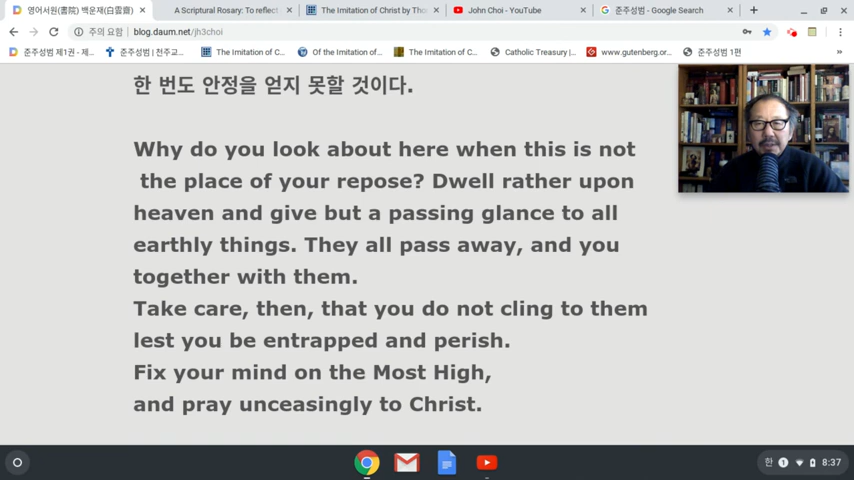 영어서원(書院) 백운재(白雲齋)
A Scriptural Rosary: To reflect
The Imitation of Christ by Tho
John Choi - YouTube
준주성범 - Google Search
주의 요함
blog.daum.net/jh3choi
준주성범 제1권 - 제...
준주성범 | 천주교...
The Imitation of C...
Of the Imitation of...
The Imitation of C...
Catholic Treasury |...
www.gutenberg.or...
준주성범 1편
한 번도 안정을 얻지 못할 것이다.
Why do you look about here when this is not
the place of your repose? Dwell rather upon
heaven and give but a passing glance to all
earthly things. They all pass away, and you
together with them.
Take care, then, that you do not cling to them
lest you be entrapped and perish.
Fix your mind on the Most High,
and pray unceasingly to Christ.
한
1
8:37